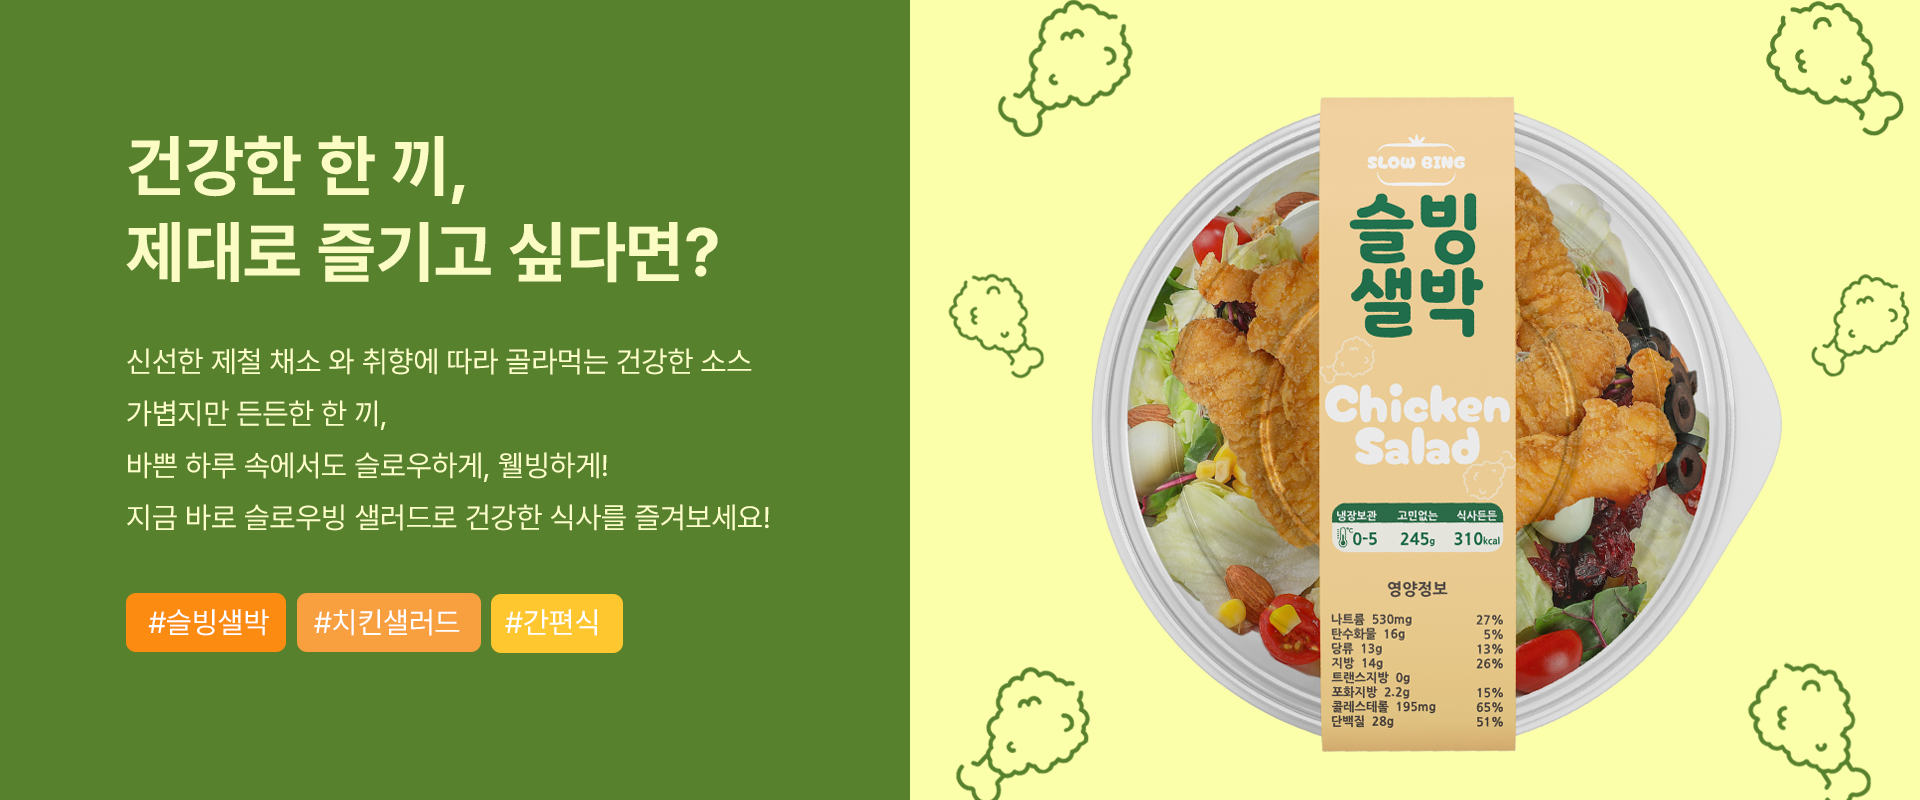 건강한 한 끼,
제대로 즐기고 싶다면?
신선한 제철 채소 와 취향에 따라 골라먹는 건강한 소스
가볍지만 든든한 한 끼,
바쁜 하루 속에서도 슬로우하게, 웰빙하게!
지금 바로 슬로우빙 샐러드로 건강한 식사를 즐겨보세요!
#슬빙샐박 #치킨샐러드 #간편식
SLOW BING
슬빙
샐박
Chicken
Salad
냉장보관 고민없는 식사든든
°C 0-5 245g 310kcal
영양정보
나트륨 530mg 27%
탄수화물 16g 5%
당류 13g 13%
지방 14g 26%
트랜스지방 0g
포화지방 2.2g 15%
콜레스테롤 195mg 65%
단백질 28g 51%